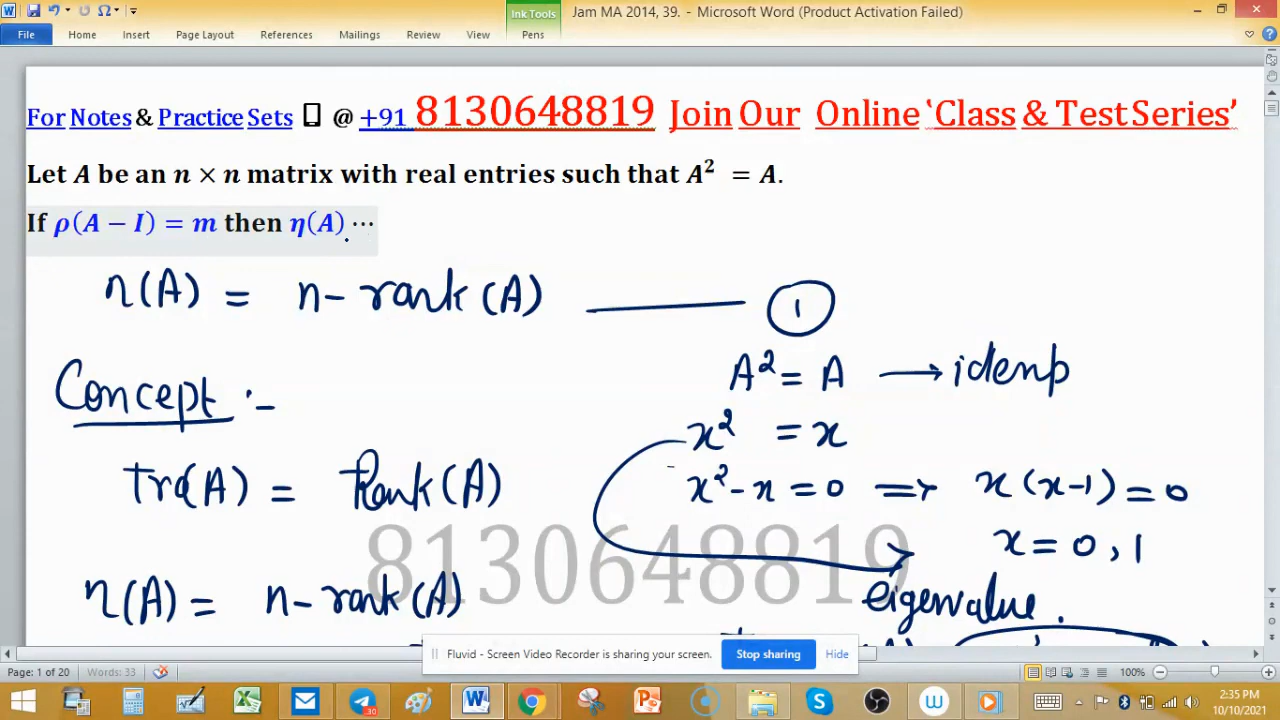 Jam MA 2014, 39. - Microsoft Word (Product Activation Failed)
Ink Tools
File Home Insert Page Layout References Mailings Review View Pens
For Notes & Practice Sets @ +91 8130648819 Join Our Online ‘Class & Test Series’
Let A be an n × n matrix with real entries such that A² = A.
If ρ(A − I) = m then η(A) ⋯
η(A) = n - rank (A) ——— ①
A² = A → idenp
Concept :-
x² = x
x² - x = 0 ⇒ x(x-1) = 0
Tra(A) = Rank(A)
x = 0, 1
8130648819
eigenvalue.
η(A) = n - rank(A)
Fluvid - Screen Video Recorder is sharing your screen. Stop sharing Hide
Page: 1 of 20 Words: 33 100%
30
2:35 PM
10/10/2021